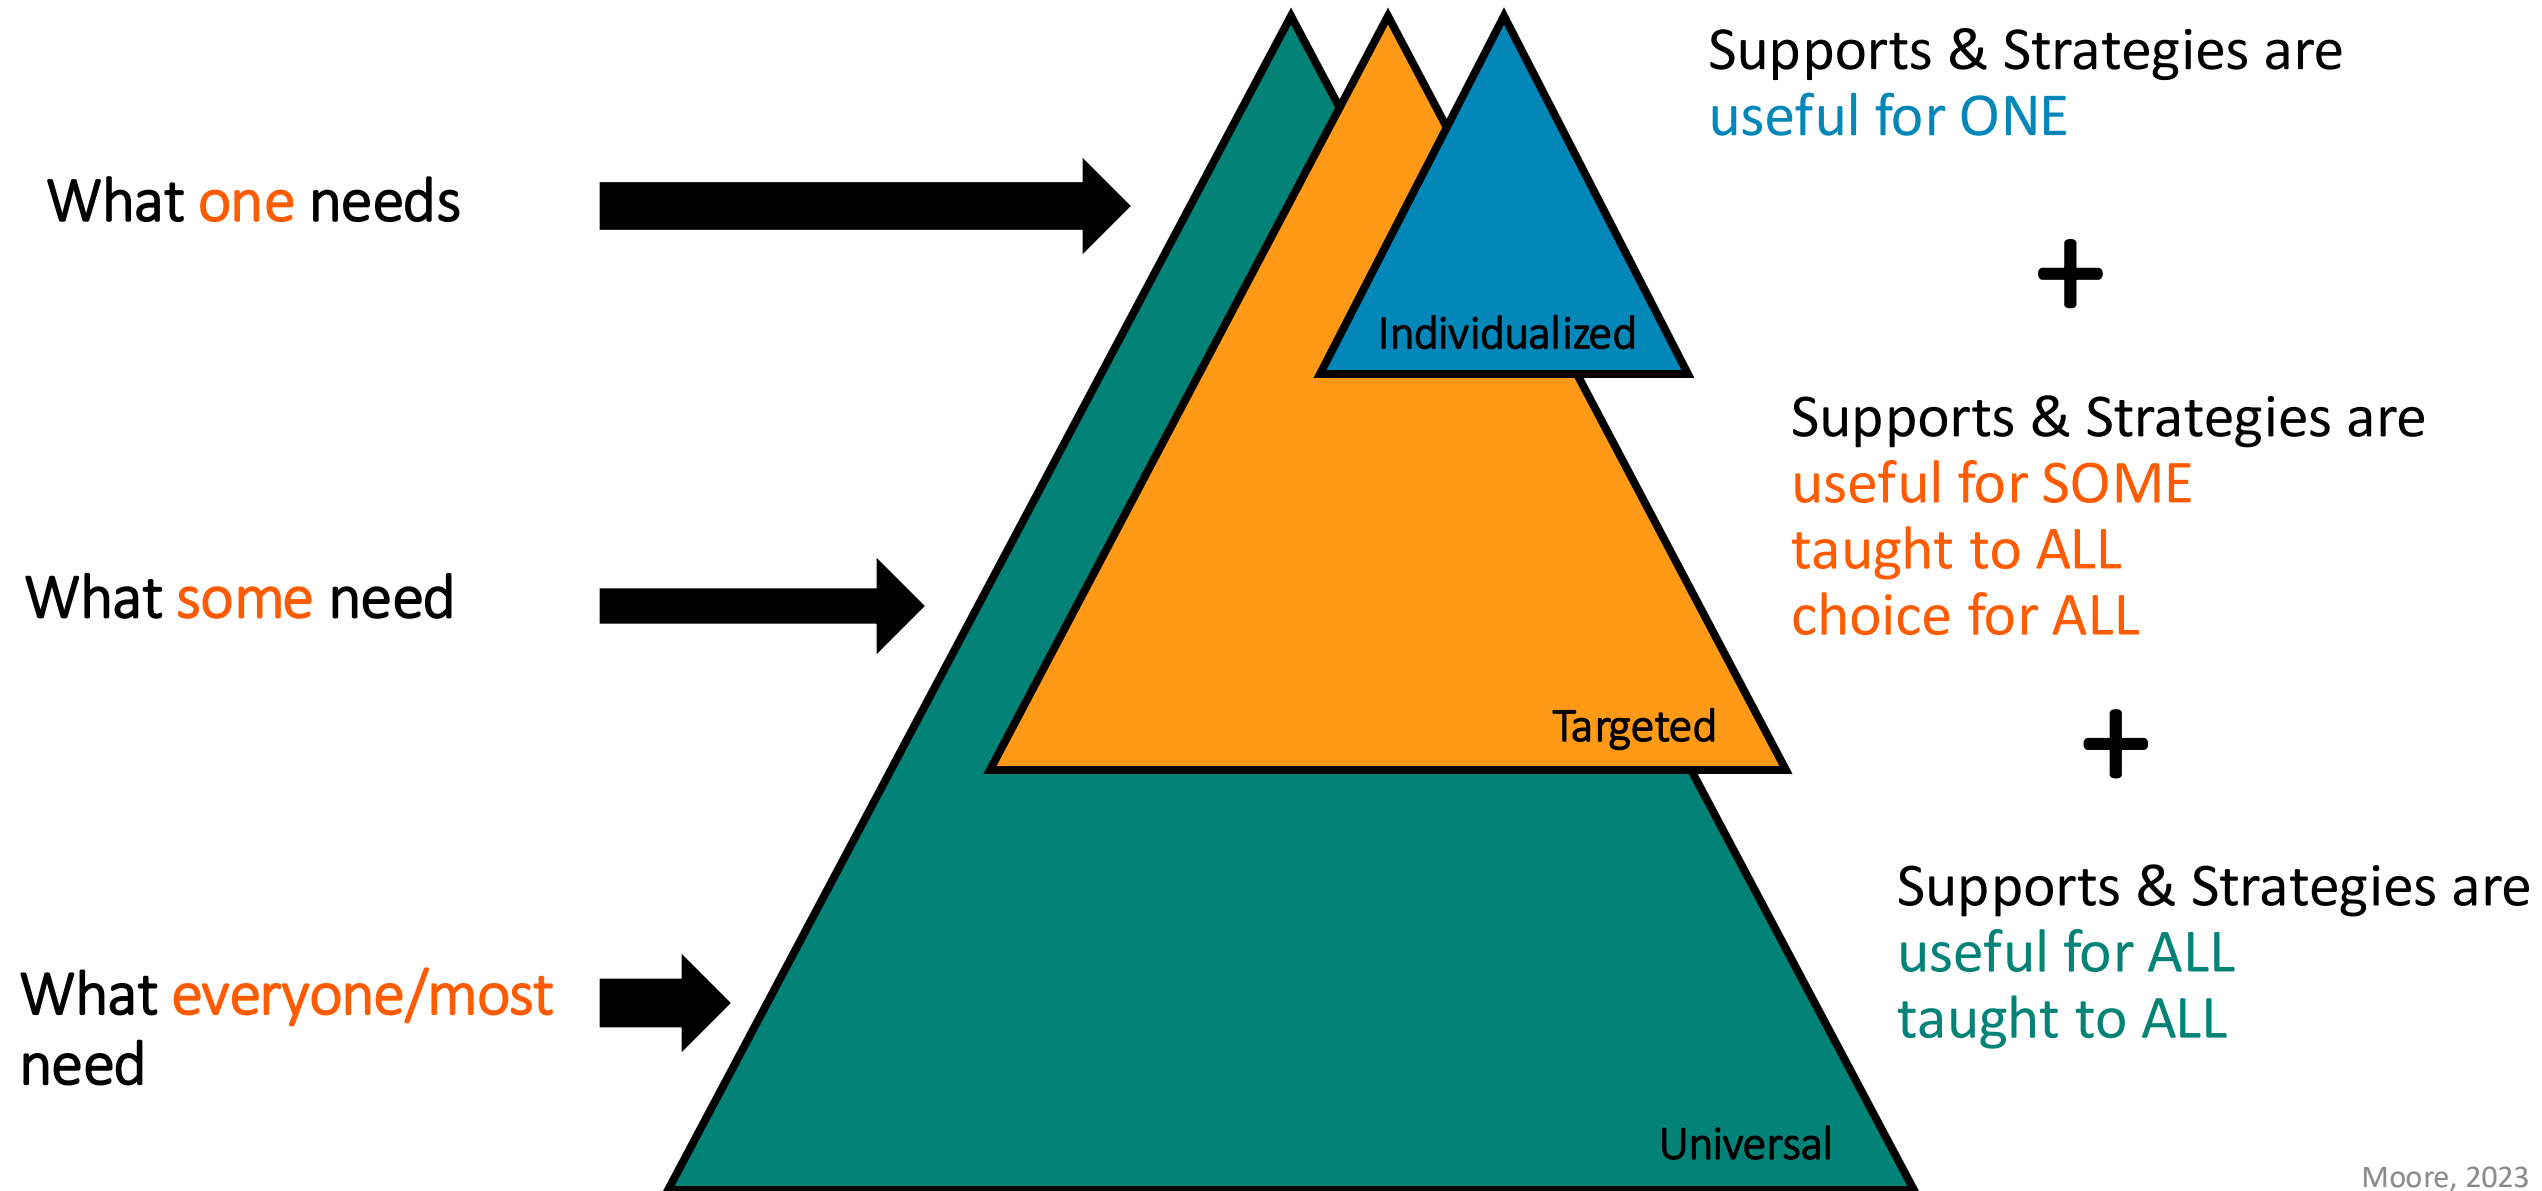 Supports & Strategies are
useful for ONE
What one needs
+
Individualized
Supports & Strategies are
useful for SOME
taught to ALL
choice for ALL
What some need
Targeted
+
Supports & Strategies are
useful for ALL
taught to ALL
What everyone/most
need
Universal
Moore, 2023